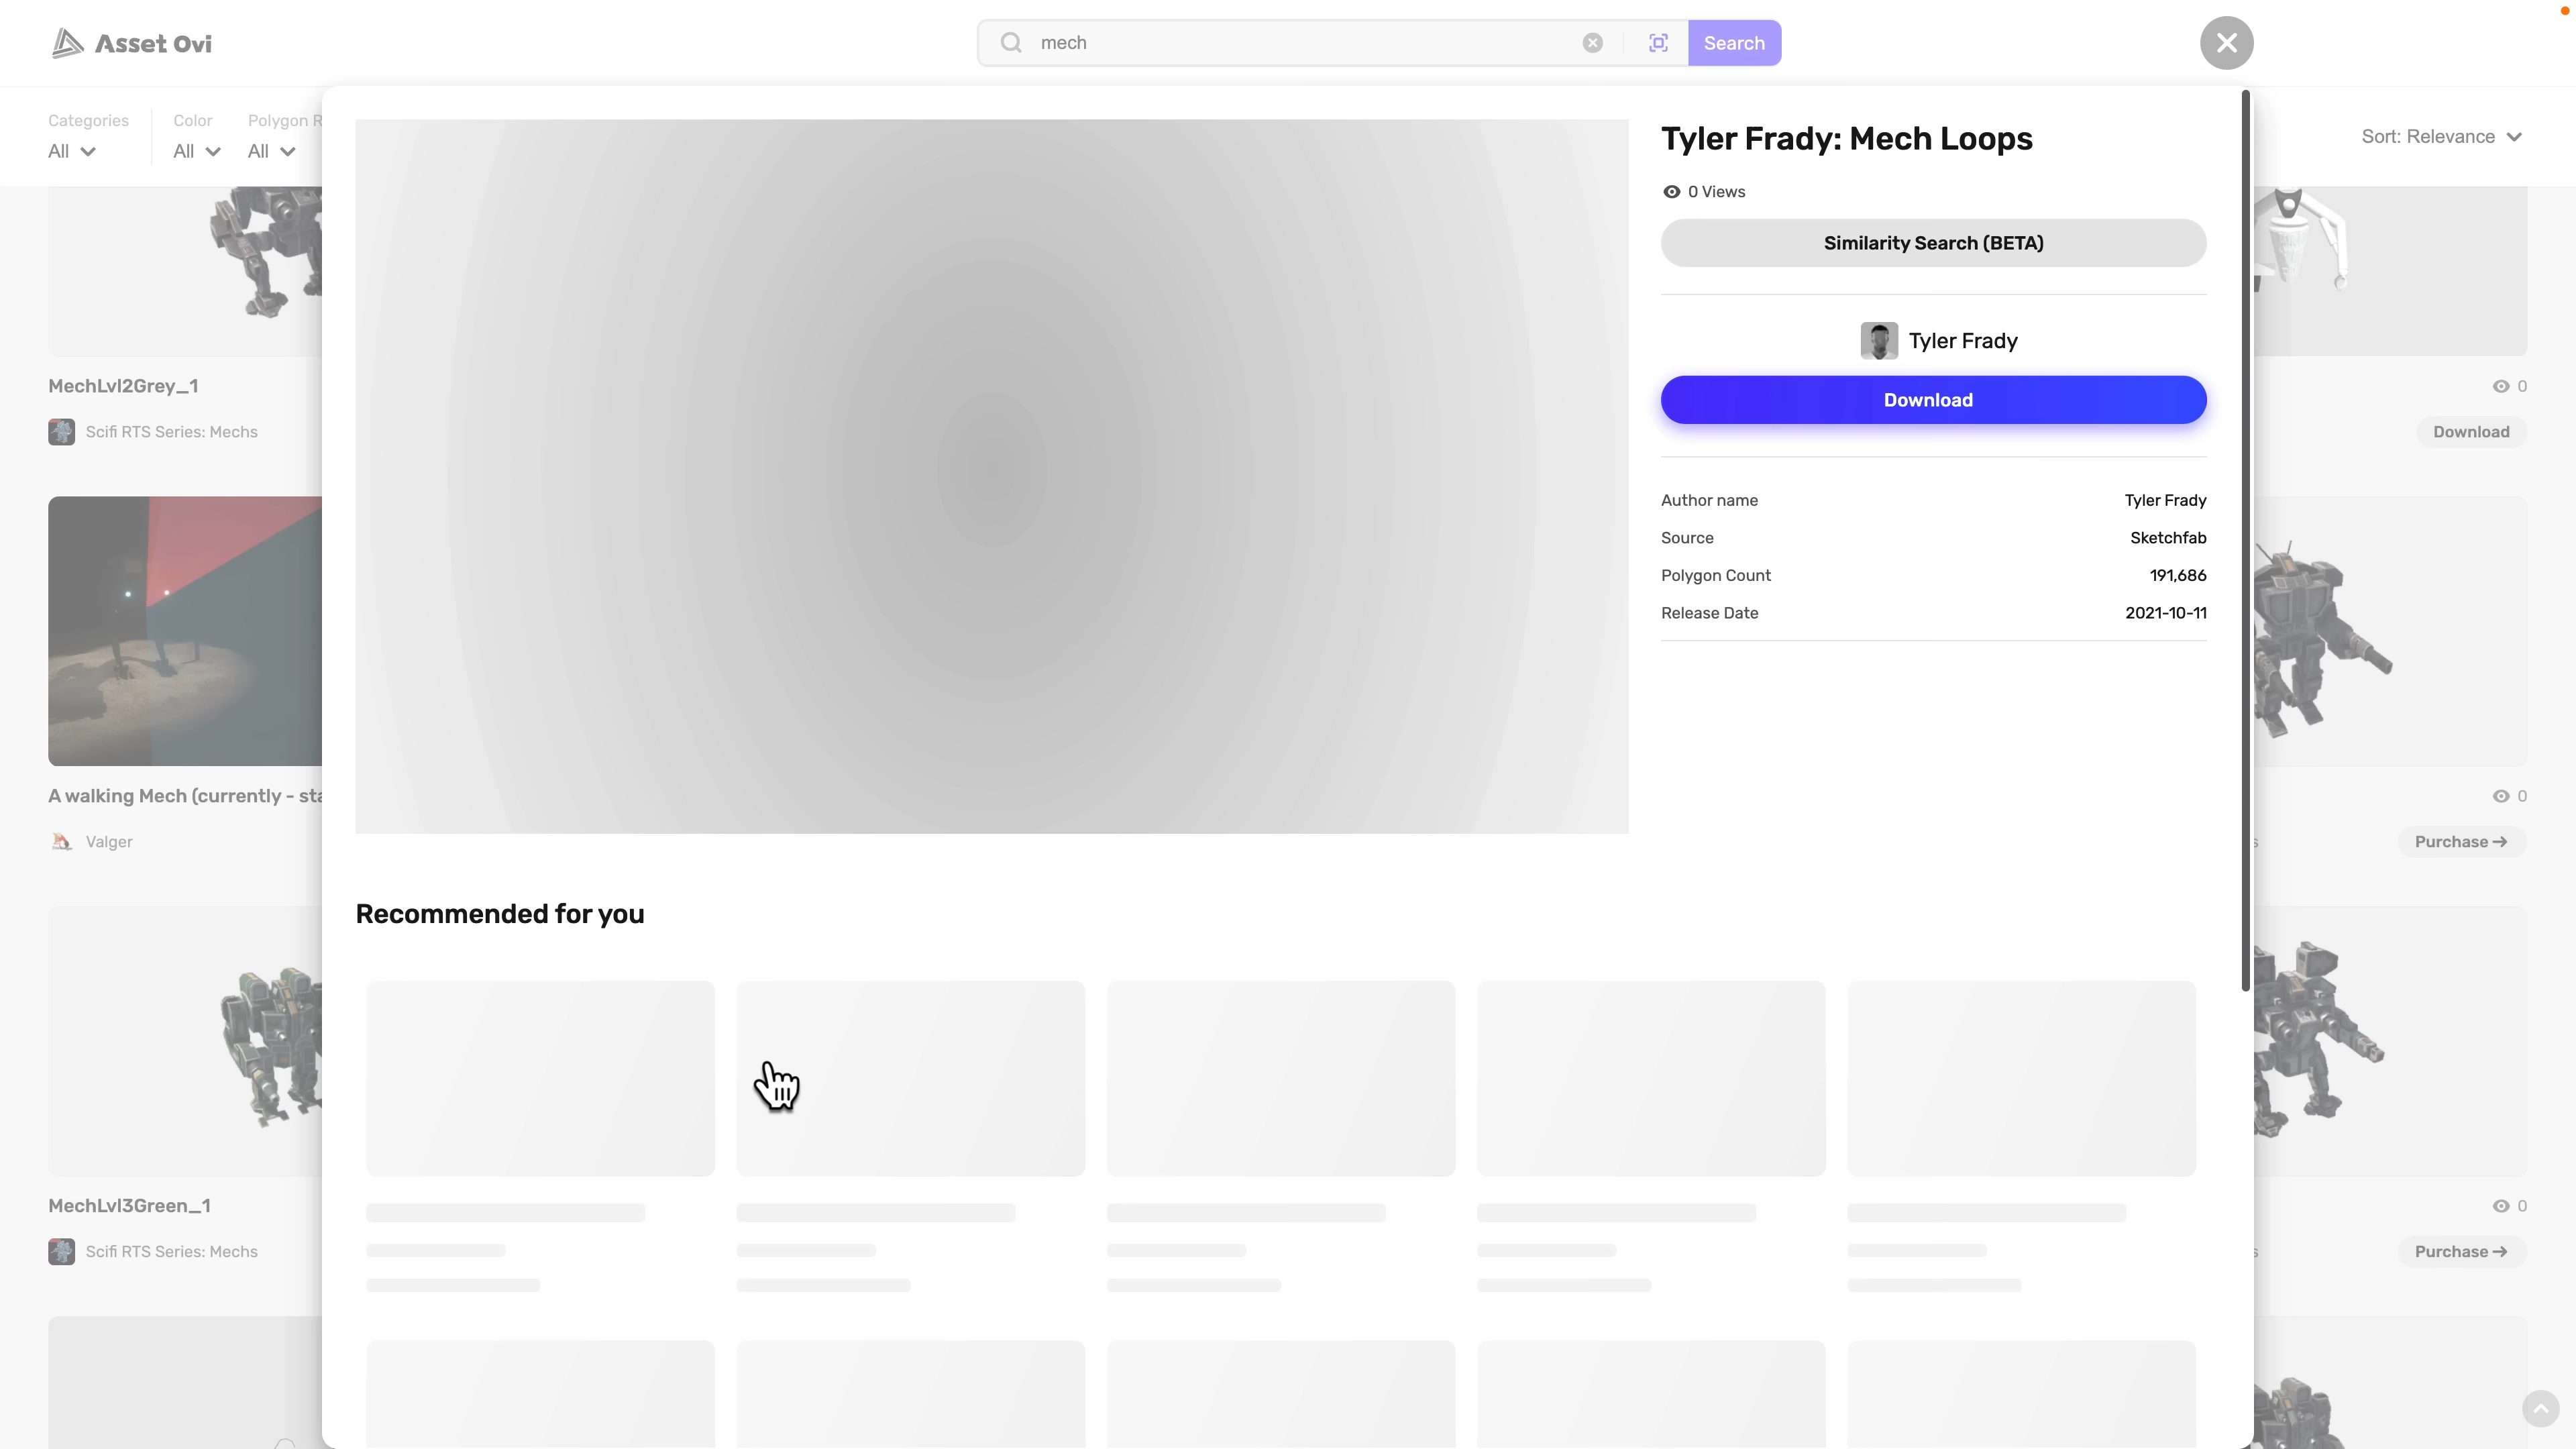 Asset Ovi
mech
Search
Categories
All
Color
All
Polygon R
All
Sort: Relevance
MechLvl2Grey_1
Scifi RTS Series: Mechs
A walking Mech (currently - sta
Valger
MechLvl3Green_1
Scifi RTS Series: Mechs
Tyler Frady: Mech Loops
0 Views
Similarity Search (BETA)
Tyler Frady
Download
Author name Tyler Frady
Source Sketchfab
Polygon Count 191,686
Release Date 2021-10-11
Recommended for you
0
Download
0
s Purchase →
0
s Purchase →